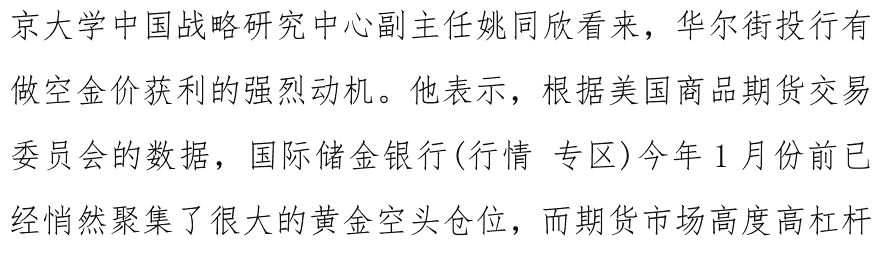 京大学中国战略研究中心副主任姚同欣看来，华尔街投行有
做空金价获利的强烈动机。他表示，根据美国商品期货交易
委员会的数据，国际储金银行(行情 专区)今年1月份前已
经悄然聚集了很大的黄金空头仓位，而期货市场高度高杠杆